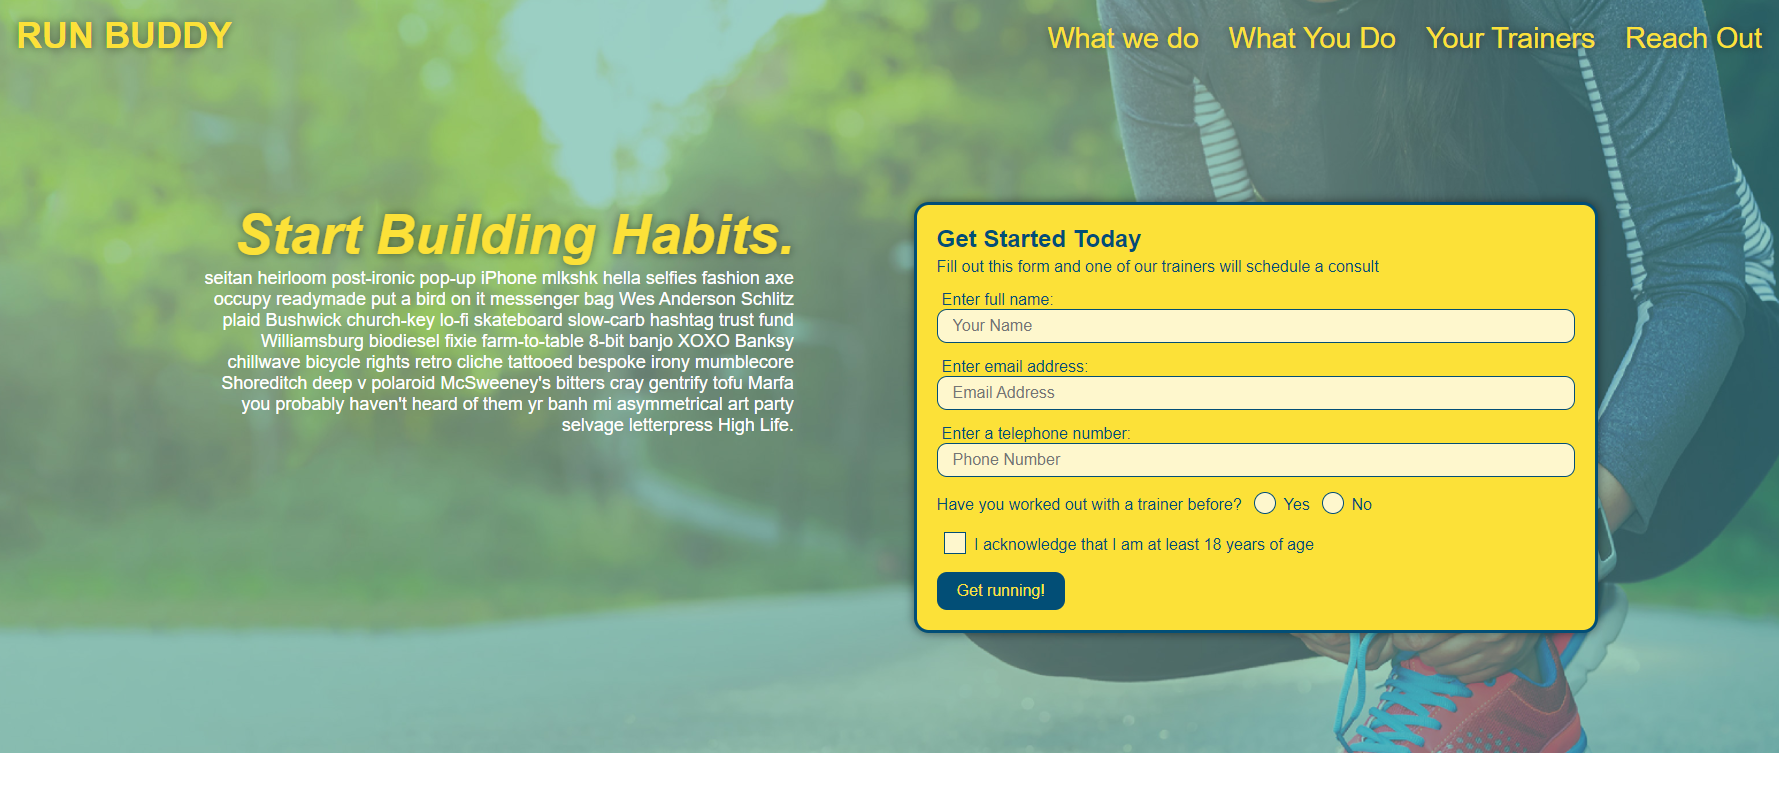 RUN BUDDY
What we do What You Do Your Trainers Reach Out
Start Building Habits.
seitan heirloom post-ironic pop-up iPhone mlkshk hella selfies fashion axe
occupy readymade put a bird on it messenger bag Wes Anderson Schlitz
plaid Bushwick church-key lo-fi skateboard slow-carb hashtag trust fund
Williamsburg biodiesel fixie farm-to-table 8-bit banjo XOXO Banksy
chillwave bicycle rights retro cliche tattooed bespoke irony mumblecore
Shoreditch deep v polaroid McSweeney's bitters cray gentrify tofu Marfa
you probably haven't heard of them yr banh mi asymmetrical art party
selvage letterpress High Life.
Get Started Today
Fill out this form and one of our trainers will schedule a consult
Enter full name:
Your Name
Enter email address:
Email Address
Enter a telephone number:
Phone Number
Have you worked out with a trainer before? Yes No
I acknowledge that I am at least 18 years of age
Get running!